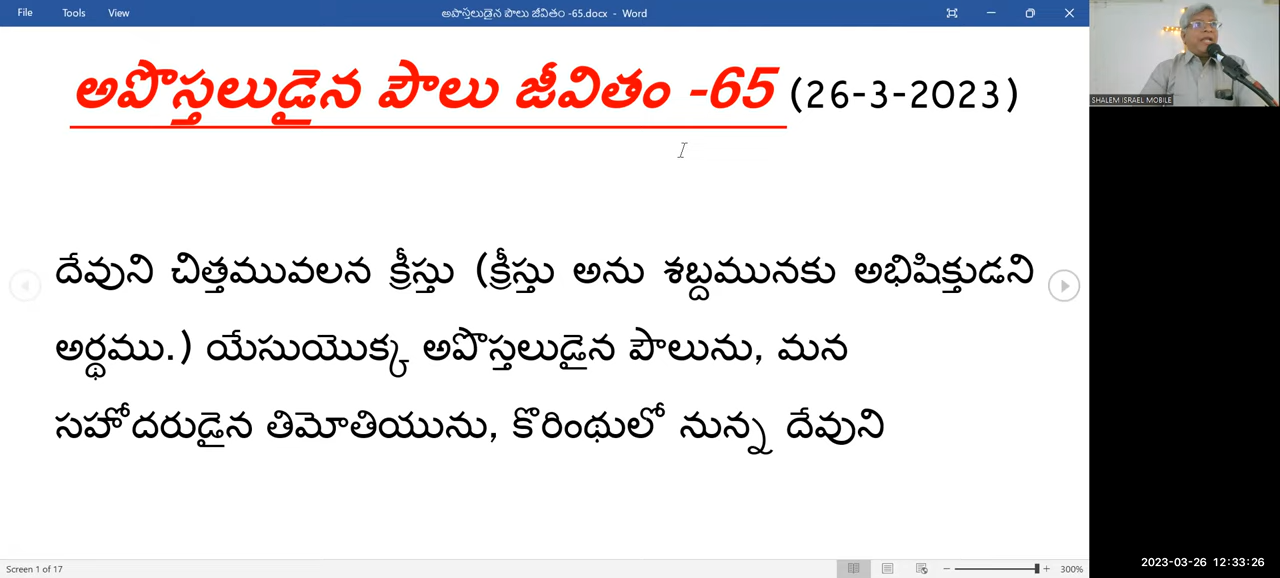 File Tools View అపొస్తలుడైన పౌలు జీవితం -65.docx - Word
SHALEM ISRAEL MOBILE
అపొస్తలుడైన పౌలు జీవితం -65 (26-3-2023)
దేవుని చిత్తమువలన క్రీస్తు (క్రీస్తు అను శబ్దమునకు అభిషిక్తుడని
అర్థము.) యేసుయొక్క అపొస్తలుడైన పౌలును, మన
సహోదరుడైన తిమోతియును, కొరింథులో నున్న దేవుని
2023-03-26 12:33:26
Screen 1 of 17 300%